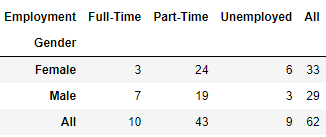 Employment Full-Time Part-Time Unemployed All
Gender
Female 3 24 6 33
Male 7 19 3 29
All 10 43 9 62